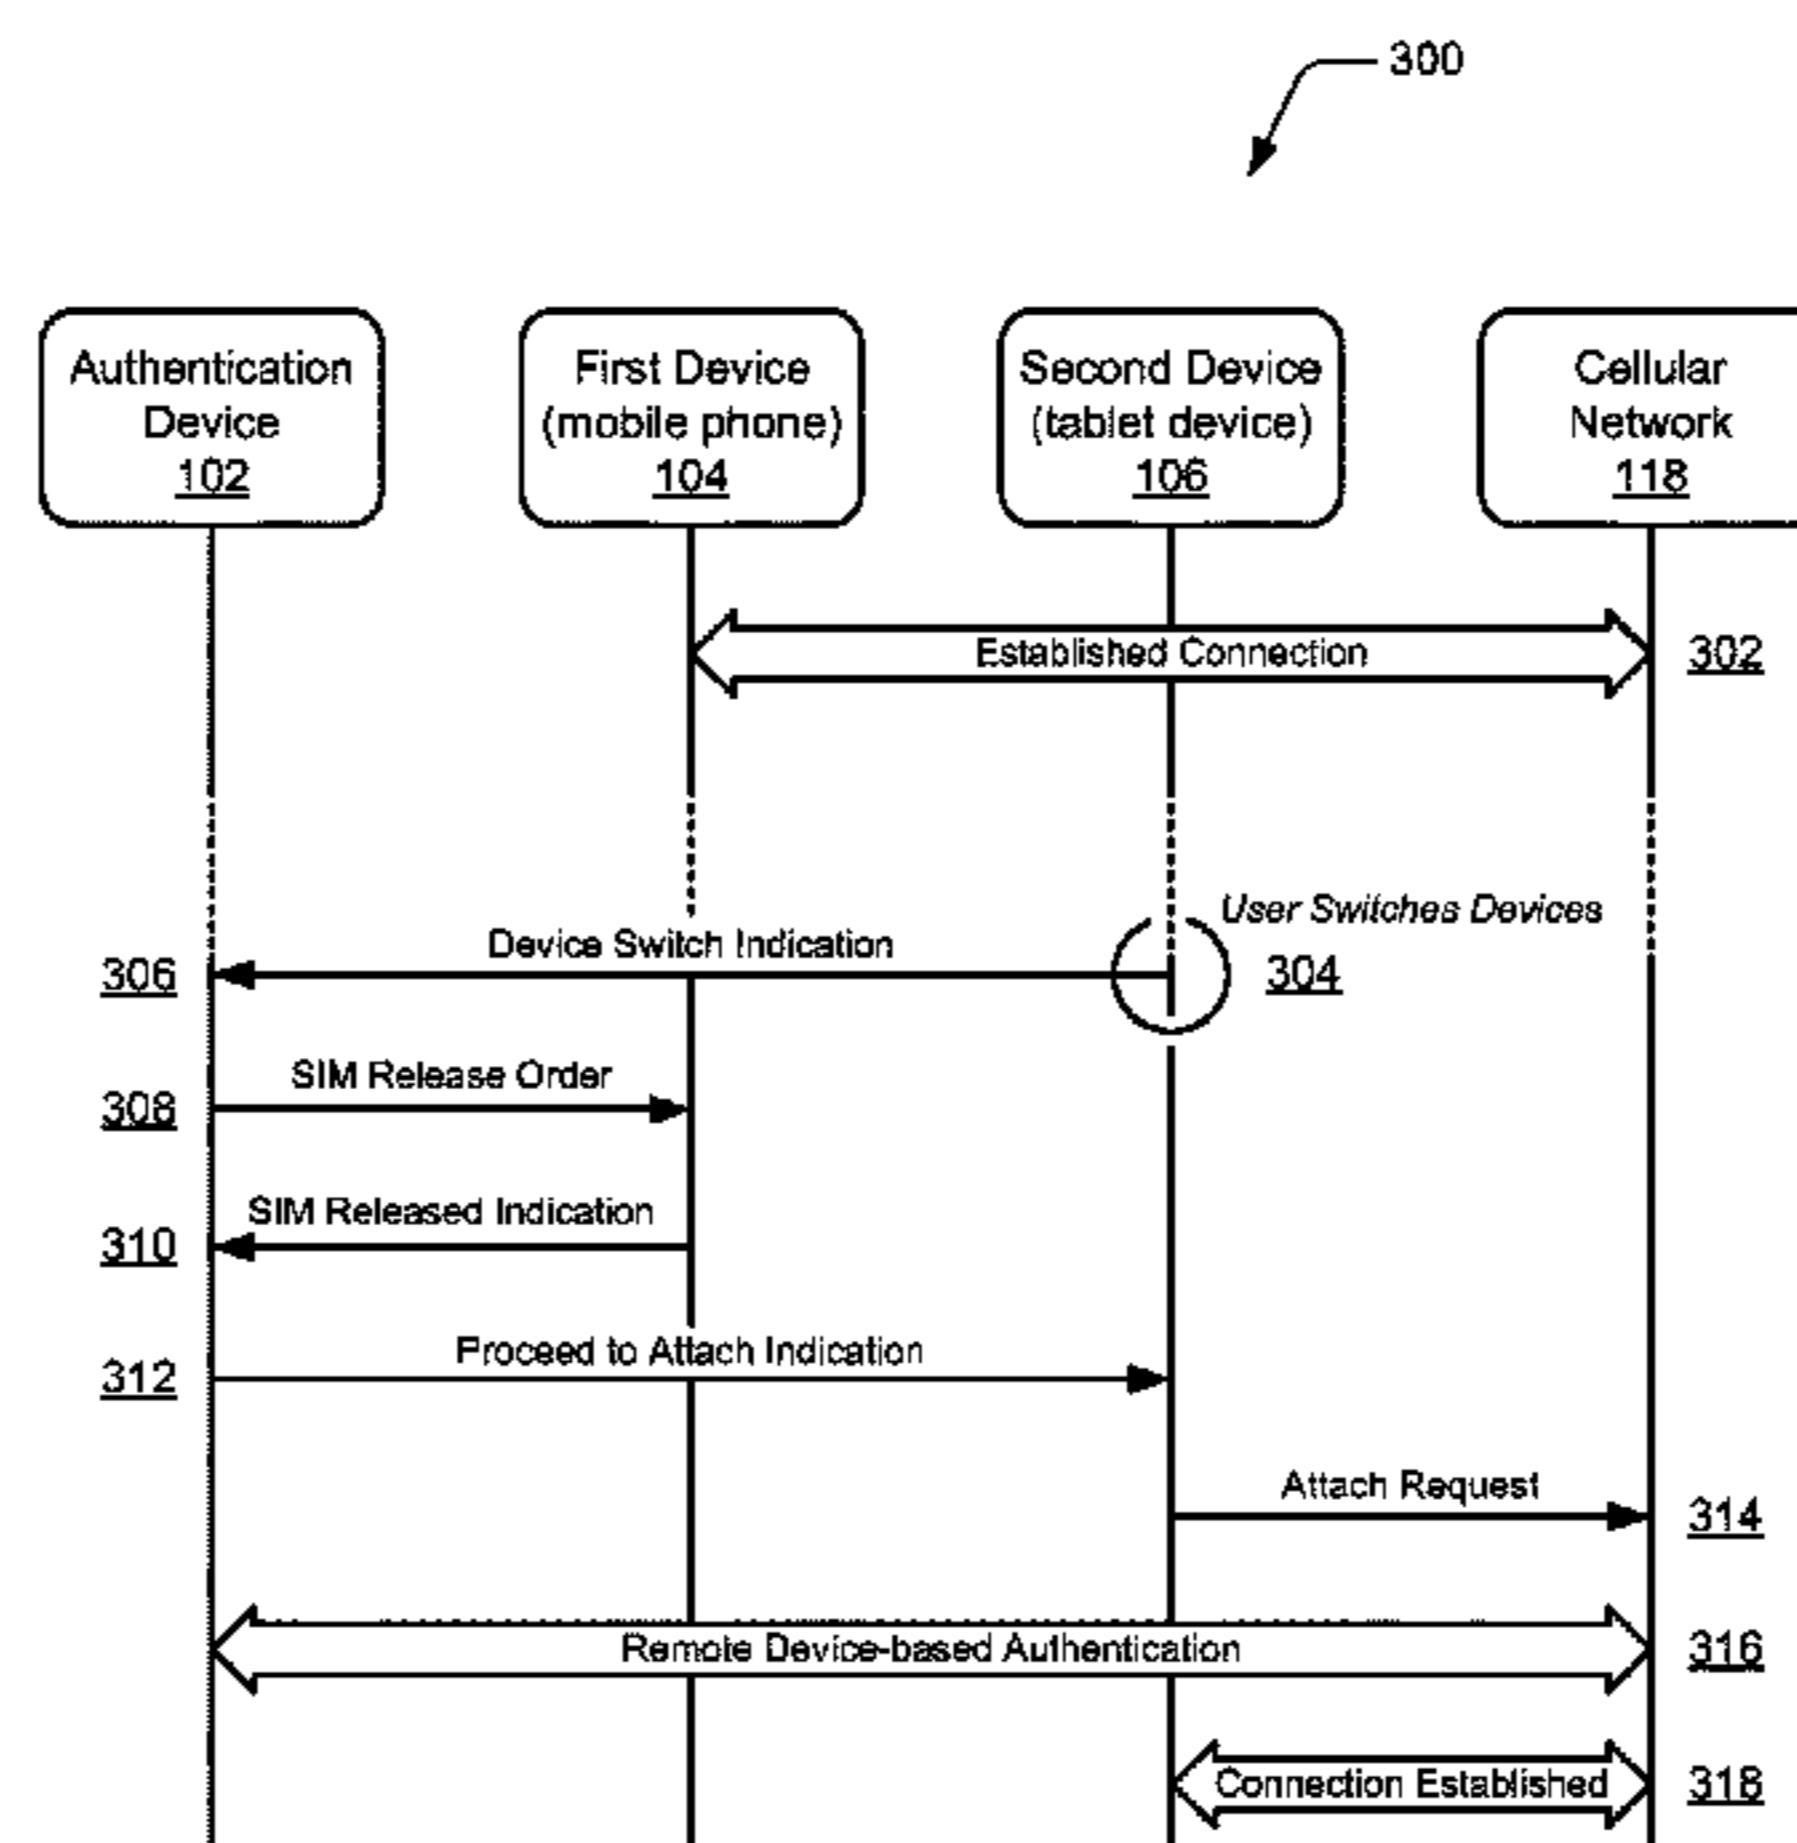 300
Authentication
Device
102
First Device
(mobile phone)
104
Second Device
(tablet device)
106
Cellular
Network
118
Established Connection
302
User Switches Devices
304
Device Switch Indication
306
SIM Release Order
308
SIM Released Indication
310
Proceed to Attach Indication
312
Attach Request
314
Remote Device-based Authentication
316
Connection Established
318